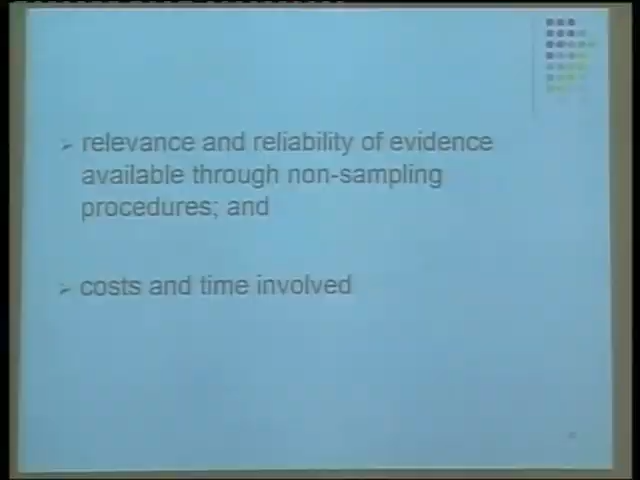 relevance and reliability of evidence
available through non-sampling
procedures; and
costs and time involved